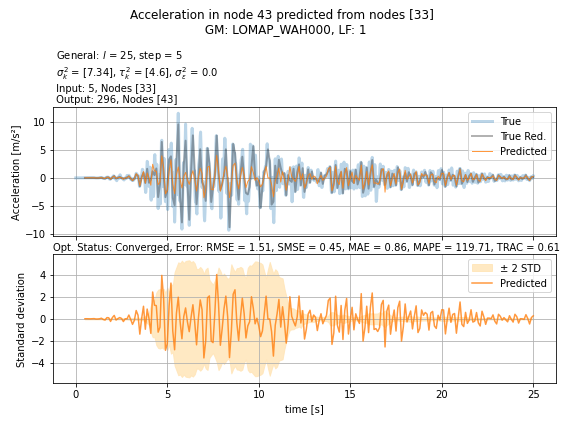 Acceleration in node 43 predicted from nodes [33]
GM: LOMAP_WAH000, LF: 1
General: l = 25, step = 5
σ²ₖ = [7.34], τ²ₖ = [4.6], σ²_ε = 0.0
Input: 5, Nodes [33]
Output: 296, Nodes [43]
Acceleration [m/s²]
10
5
0
−5
−10
True
True Red.
Predicted
Opt. Status: Converged, Error: RMSE = 1.51, SMSE = 0.45, MAE = 0.86, MAPE = 119.71, TRAC = 0.61
Standard deviation
4
2
0
−2
−4
± 2 STD
Predicted
0 5 10 15 20 25
time [s]